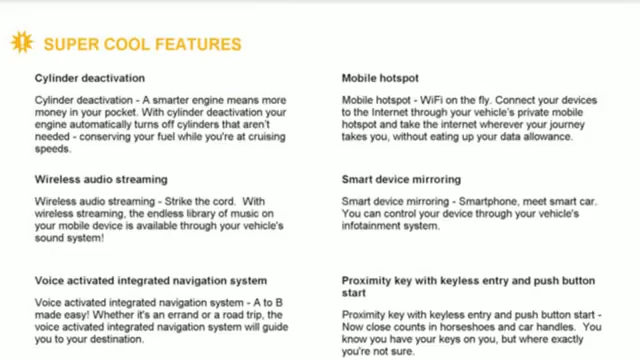 SUPER COOL FEATURES
Cylinder deactivation
Cylinder deactivation - A smarter engine means more
money in your pocket. With cylinder deactivation your
engine automatically turns off cylinders that aren't
needed - conserving your fuel while you're at cruising
speeds.
Mobile hotspot
Mobile hotspot - WiFi on the fly. Connect your devices
to the Internet through your vehicle's private mobile
hotspot and take the internet wherever your journey
takes you, without eating up your data allowance.
Wireless audio streaming
Wireless audio streaming - Strike the cord. With
wireless streaming, the endless library of music on
your mobile device is available through your vehicle's
sound system!
Smart device mirroring
Smart device mirroring - Smartphone, meet smart car.
You can control your device through your vehicle's
infotainment system.
Voice activated integrated navigation system
Voice activated integrated navigation system - A to B
made easy! Whether it's an errand or a road trip, the
voice activated integrated navigation system will guide
you to your destination.
Proximity key with keyless entry and push button
start
Proximity key with keyless entry and push button start -
Now close counts in horseshoes and car handles. You
know you have your keys on you, but where exactly
you're not sure.